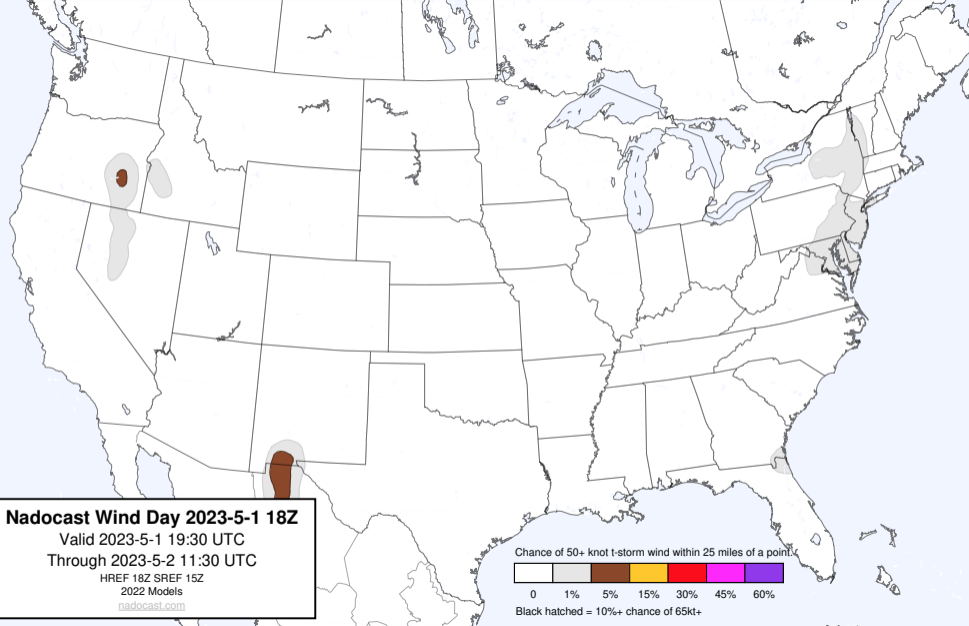 Nadocast Wind Day 2023-5-1 18Z
Valid 2023-5-1 19:30 UTC
Through 2023-5-2 11:30 UTC
HREF 18Z SREF 15Z
2022 Models
nadocast.com
Chance of 50+ knot t-storm wind within 25 miles of a point.
0 1% 5% 15% 30% 45% 60%
Black hatched = 10%+ chance of 65kt+